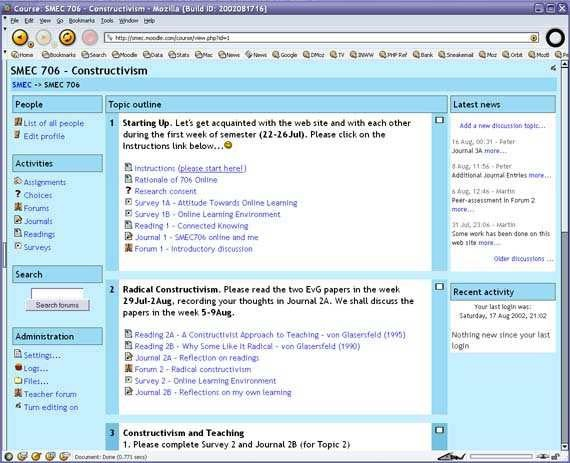 Course: SMEC 706 - Constructivism - Mozilla {Build ID: 2002081716}
File Edit View Go Bookmarks Tools Window Help
http://smec.moodle.com/course/view.php?id=1
Home Bookmarks Search Moodle Data Stats Mac News News Google DMoz TV INWW PHP Ref Bank Sneakemail Moz Orbit MozB
SMEC 706 - Constructivism
SMEC -> SMEC 706
People
List of all people
Edit profile
Activities
Assignments
Choices
Forums
Journals
Readings
Surveys
Search
Search forums
Administration
Settings...
Logs...
Files...
Teacher forum
Turn editing on
Topic outline
1 Starting Up. Let's get acquainted with the web site and with each other
during the first week of semester (22-26Jul). Please click on the
Instructions link below...
Instructions (please start here!)
Rationale of 706 Online
Research consent
Survey 1A - Attitude Towards Online Learning
Survey 1B - Online Learning Environment
Reading 1 - Connected Knowing
Journal 1 - SMEC706 online and me
Forum 1 - Introductory discussion
2 Radical Constructivism. Please read the two EvG papers in the week
29Jul-2Aug, recording your thoughts in Journal 2A. We shall discuss the
papers in the week 5-9Aug.
Reading 2A - A Constructivist Approach to Teaching - von Glasersfeld (1995)
Reading 2B - Why Some Like It Radical - von Glasersfeld (1990)
Journal 2A - Reflection on readings
Forum 2 - Radical constructivism
Survey 2 - Online Learning Environment
Journal 2B - Reflections on my own learning
3 Constructivism and Teaching
1. Please complete Survey 2 and Journal 2B (for Topic 2)
Latest news
Add a new discussion topic...
16 Aug, 00:31 - Peter
Journal 3A more...
8 Aug, 11:56 - Peter
Additional Journal Entries more...
6 Aug, 12:46 - Martin
Peer-assessment in Forum 2
more...
31 Jul, 23:06 - Martin
Some work has been done on this
web site more...
Older discussions ...
Recent activity
Your last login was:
Saturday, 17 Aug 2002, 21:02
Nothing new since your last
login
Document: Done (0.771 secs)